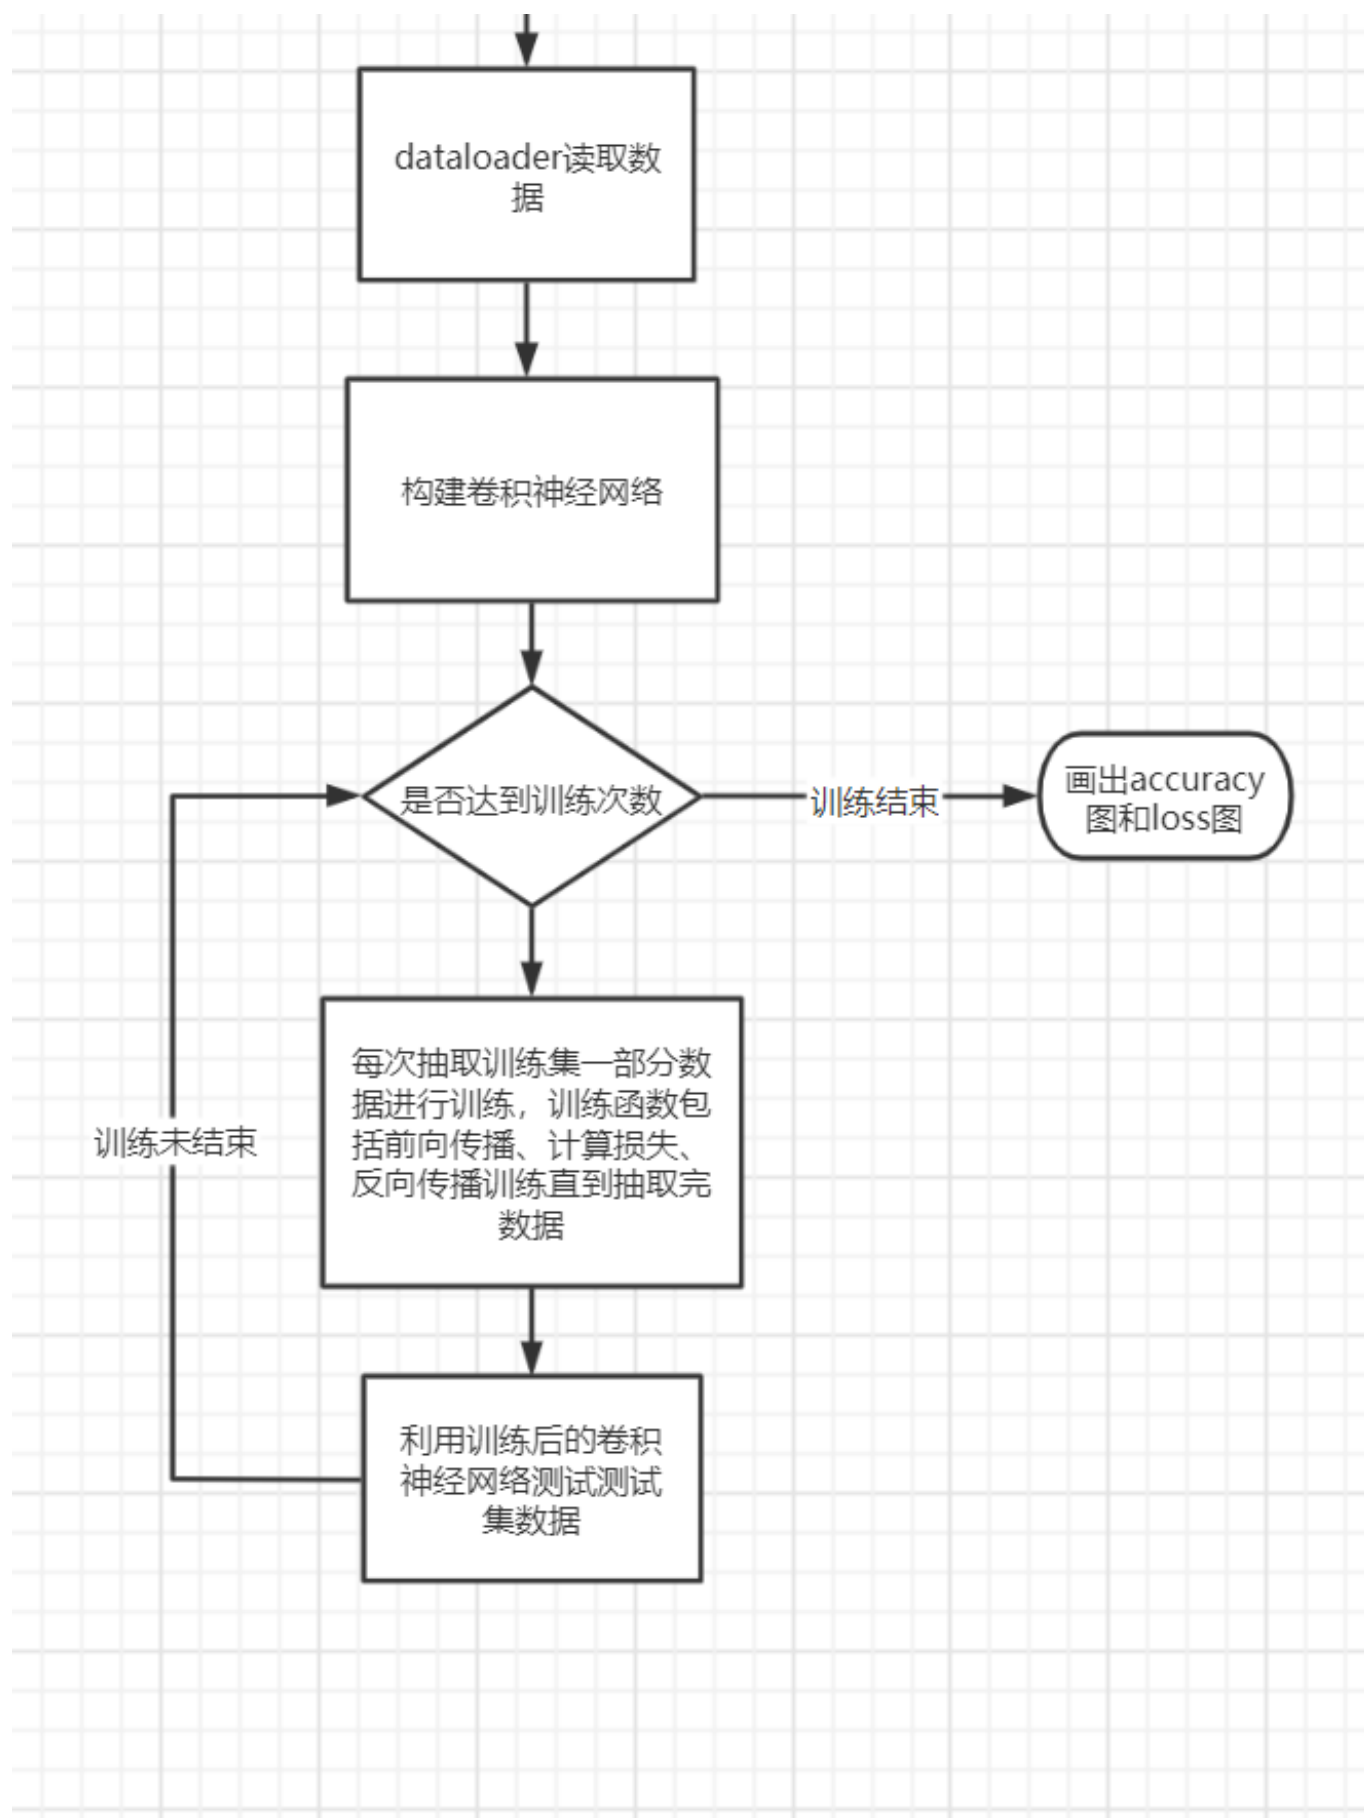 dataloader读取数
据
构建卷积神经网络
是否达到训练次数
训练结束
画出accuracy
图和loss图
每次抽取训练集一部分数
据进行训练，训练函数包
括前向传播、计算损失、
反向传播训练直到抽取完
数据
训练未结束
利用训练后的卷积
神经网络测试测试
集数据